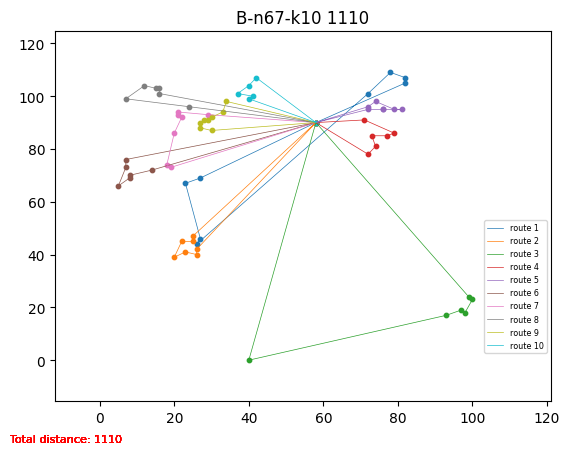 B-n67-k10 1110
120
100
80
60
40
20
0
0 20 40 60 80 100 120
route 1
route 2
route 3
route 4
route 5
route 6
route 7
route 8
route 9
route 10
Total distance: 1110